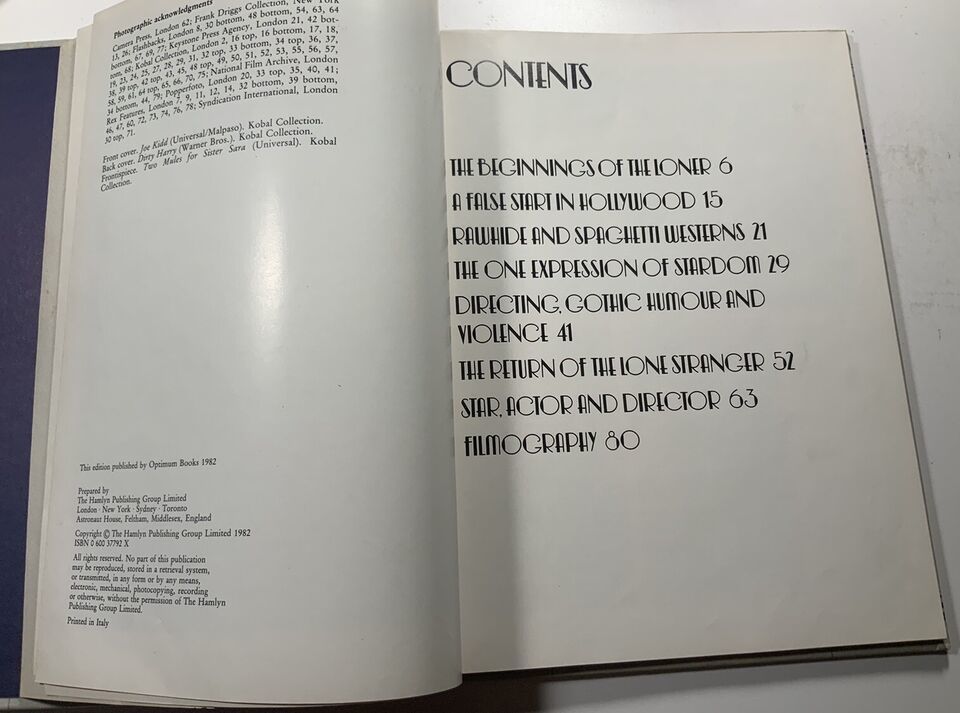 Photographic acknowledgments
Camera Press, London 62; Frank Driggs Collection, New York
13, 26; Flashbacks, London 8, 30 bottom, 48 bottom, 54, 63, 64
bottom, 67, 69, 77; Keystone Press Agency, London 21, 42 bot-
tom, 68; Kobal Collection, London 2, 16 top, 16 bottom, 17, 18,
19, 23, 24, 25, 27, 28, 29, 31, 32 top, 33 bottom, 34 top, 36, 37,
38, 39 top, 42 top, 43, 45, 48 top, 49, 50, 51, 52, 53, 55, 56, 57,
58, 59, 61, 64 top, 65, 66, 70, 75; National Film Archive, London
34 bottom, 44, 79; Popperfoto, London 20, 33 top, 35, 40, 41;
Rex Features, London 7, 9, 11, 12, 14, 32 bottom, 39 bottom,
46, 47, 60, 72, 73, 74, 76, 78; Syndication International, London
30 top, 71.
Front cover. Joe Kidd (Universal/Malpaso). Kobal Collection.
Back cover. Dirty Harry (Warner Bros.). Kobal Collection.
Frontispiece. Two Mules for Sister Sara (Universal). Kobal
Collection.
This edition published by Optimum Books 1982
Prepared by
The Hamlyn Publishing Group Limited
London · New York · Sydney · Toronto
Astronaut House, Feltham, Middlesex, England
Copyright © The Hamlyn Publishing Group Limited 1982
ISBN 0 600 37792 X
All rights reserved. No part of this publication
may be reproduced, stored in a retrieval system,
or transmitted, in any form or by any means,
electronic, mechanical, photocopying, recording
or otherwise, without the permission of The Hamlyn
Publishing Group Limited.
Printed in Italy
CONTENTS
THE BEGINNINGS OF THE LONER 6
A FALSE START IN HOLLYWOOD 15
RAWHIDE AND SPAGHETTI WESTERNS 21
THE ONE EXPRESSION OF STARDOM 29
DIRECTING, GOTHIC HUMOUR AND
VIOLENCE 41
THE RETURN OF THE LONE STRANGER 52
STAR, ACTOR AND DIRECTOR 63
FILMOGRAPHY 80